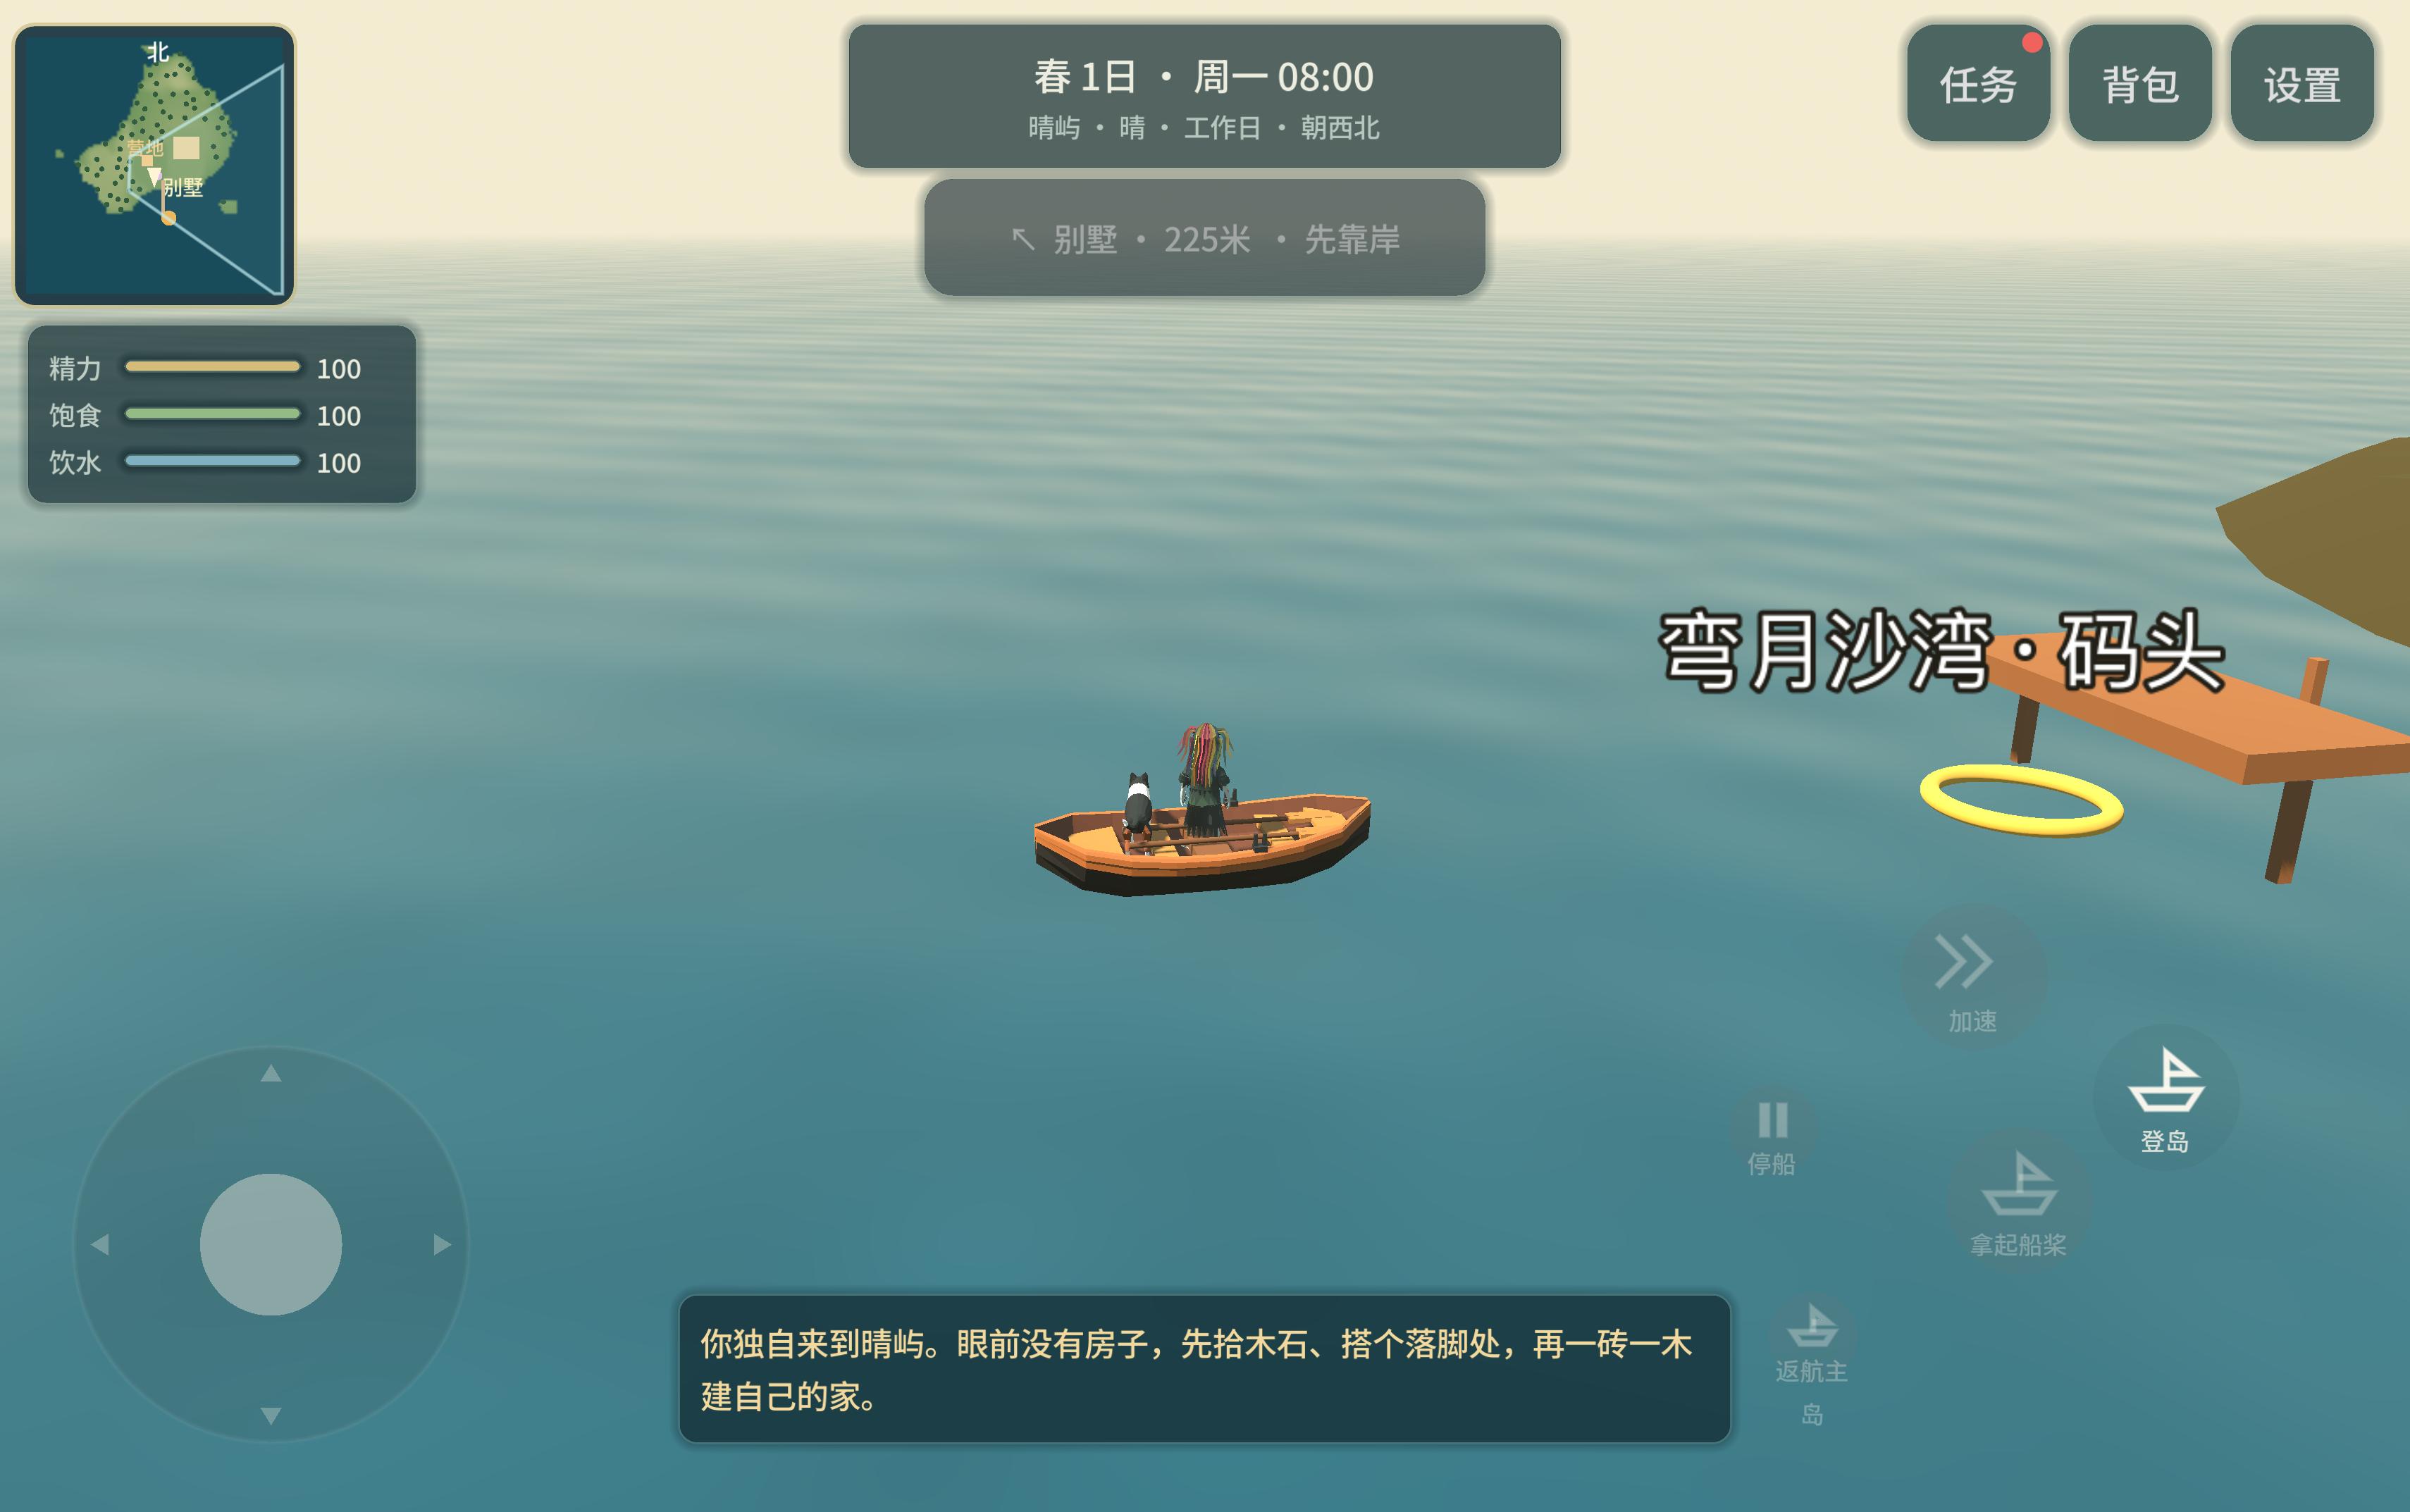 北
营地
别墅
春 1日 · 周一 08:00
晴屿 · 晴 · 工作日 · 朝西北
↖ 别墅 · 225米 · 先靠岸
任务
背包
设置
精力 100
饱食 100
饮水 100
弯月沙湾·码头
加速
登岛
停船
拿起船桨
返航主
岛
你独自来到晴屿。眼前没有房子，先拾木石、搭个落脚处，再一砖一木
建自己的家。